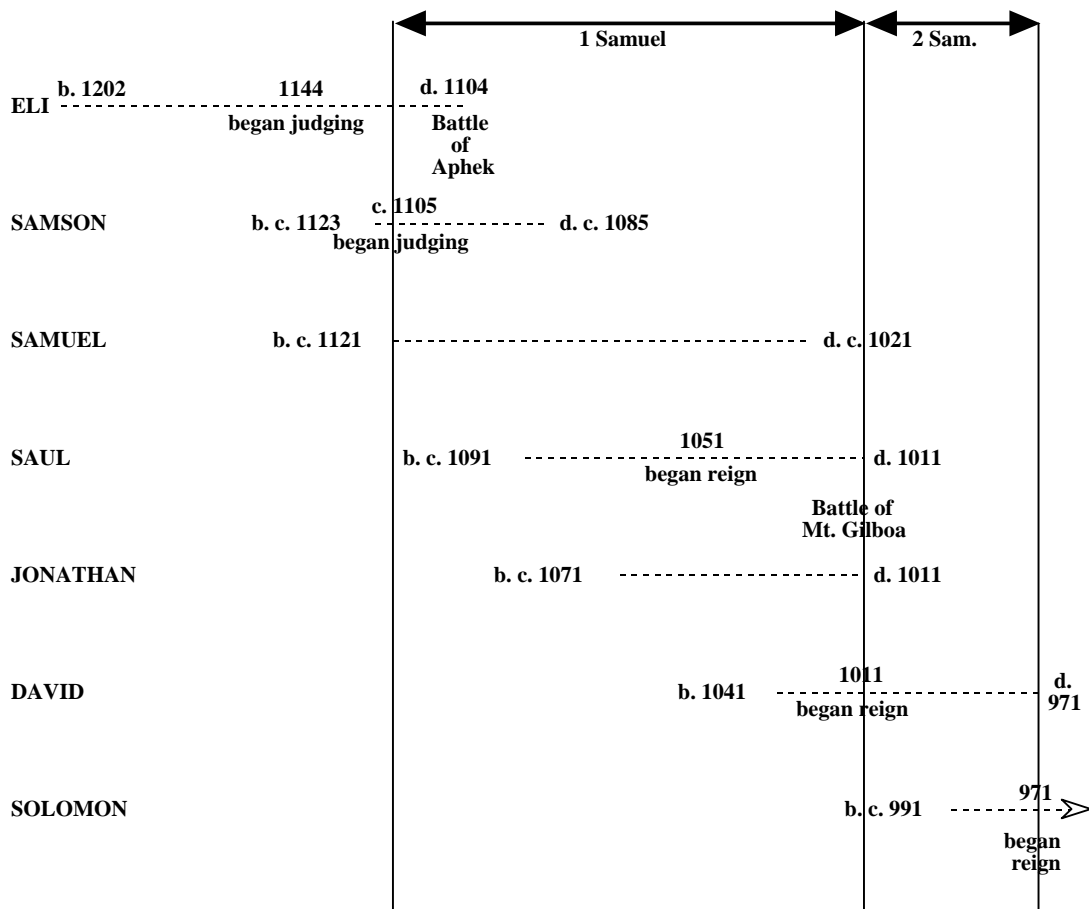 1 Samuel 2 Sam.
b. 1202 1144 d. 1104
ELI
began judging Battle
of
Aphek
c. 1105
SAMSON b. c. 1123 d. c. 1085
began judging
SAMUEL b. c. 1121 d. c. 1021
1051
SAUL b. c. 1091 d. 1011
began reign
Battle of
Mt. Gilboa
JONATHAN b. c. 1071 d. 1011
1011 d.
DAVID b. 1041 971
began reign
971
SOLOMON b. c. 991
began
reign